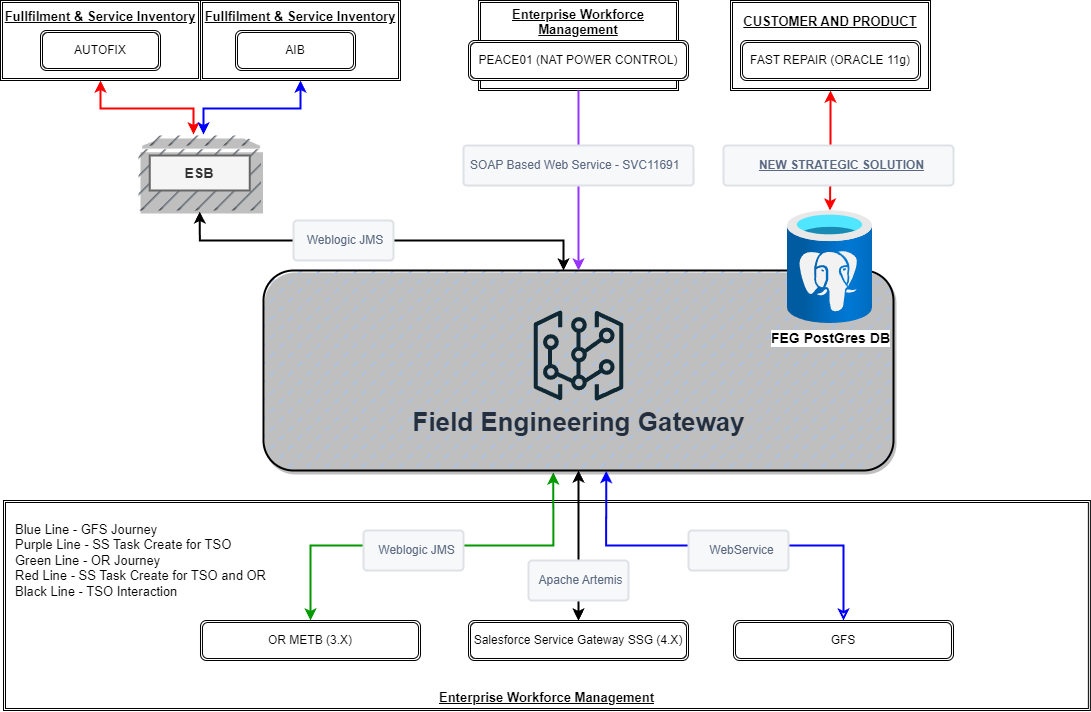 Fullfilment & Service Inventory
Fullfilment & Service Inventory
AUTOFIX
AIB
Enterprise Workforce
Management
PEACE01 (NAT POWER CONTROL)
CUSTOMER AND PRODUCT
FAST REPAIR (ORACLE 11g)
SOAP Based Web Service - SVC11691
NEW STRATEGIC SOLUTION
ESB
Weblogic JMS
FEG PostGres DB
Field Engineering Gateway
Blue Line - GFS Journey
Purple Line - SS Task Create for TSO
Green Line - OR Journey
Red Line - SS Task Create for TSO and OR
Black Line - TSO Interaction
Weblogic JMS
WebService
Apache Artemis
OR METB (3.X)
Salesforce Service Gateway SSG (4.X)
GFS
Enterprise Workforce Management